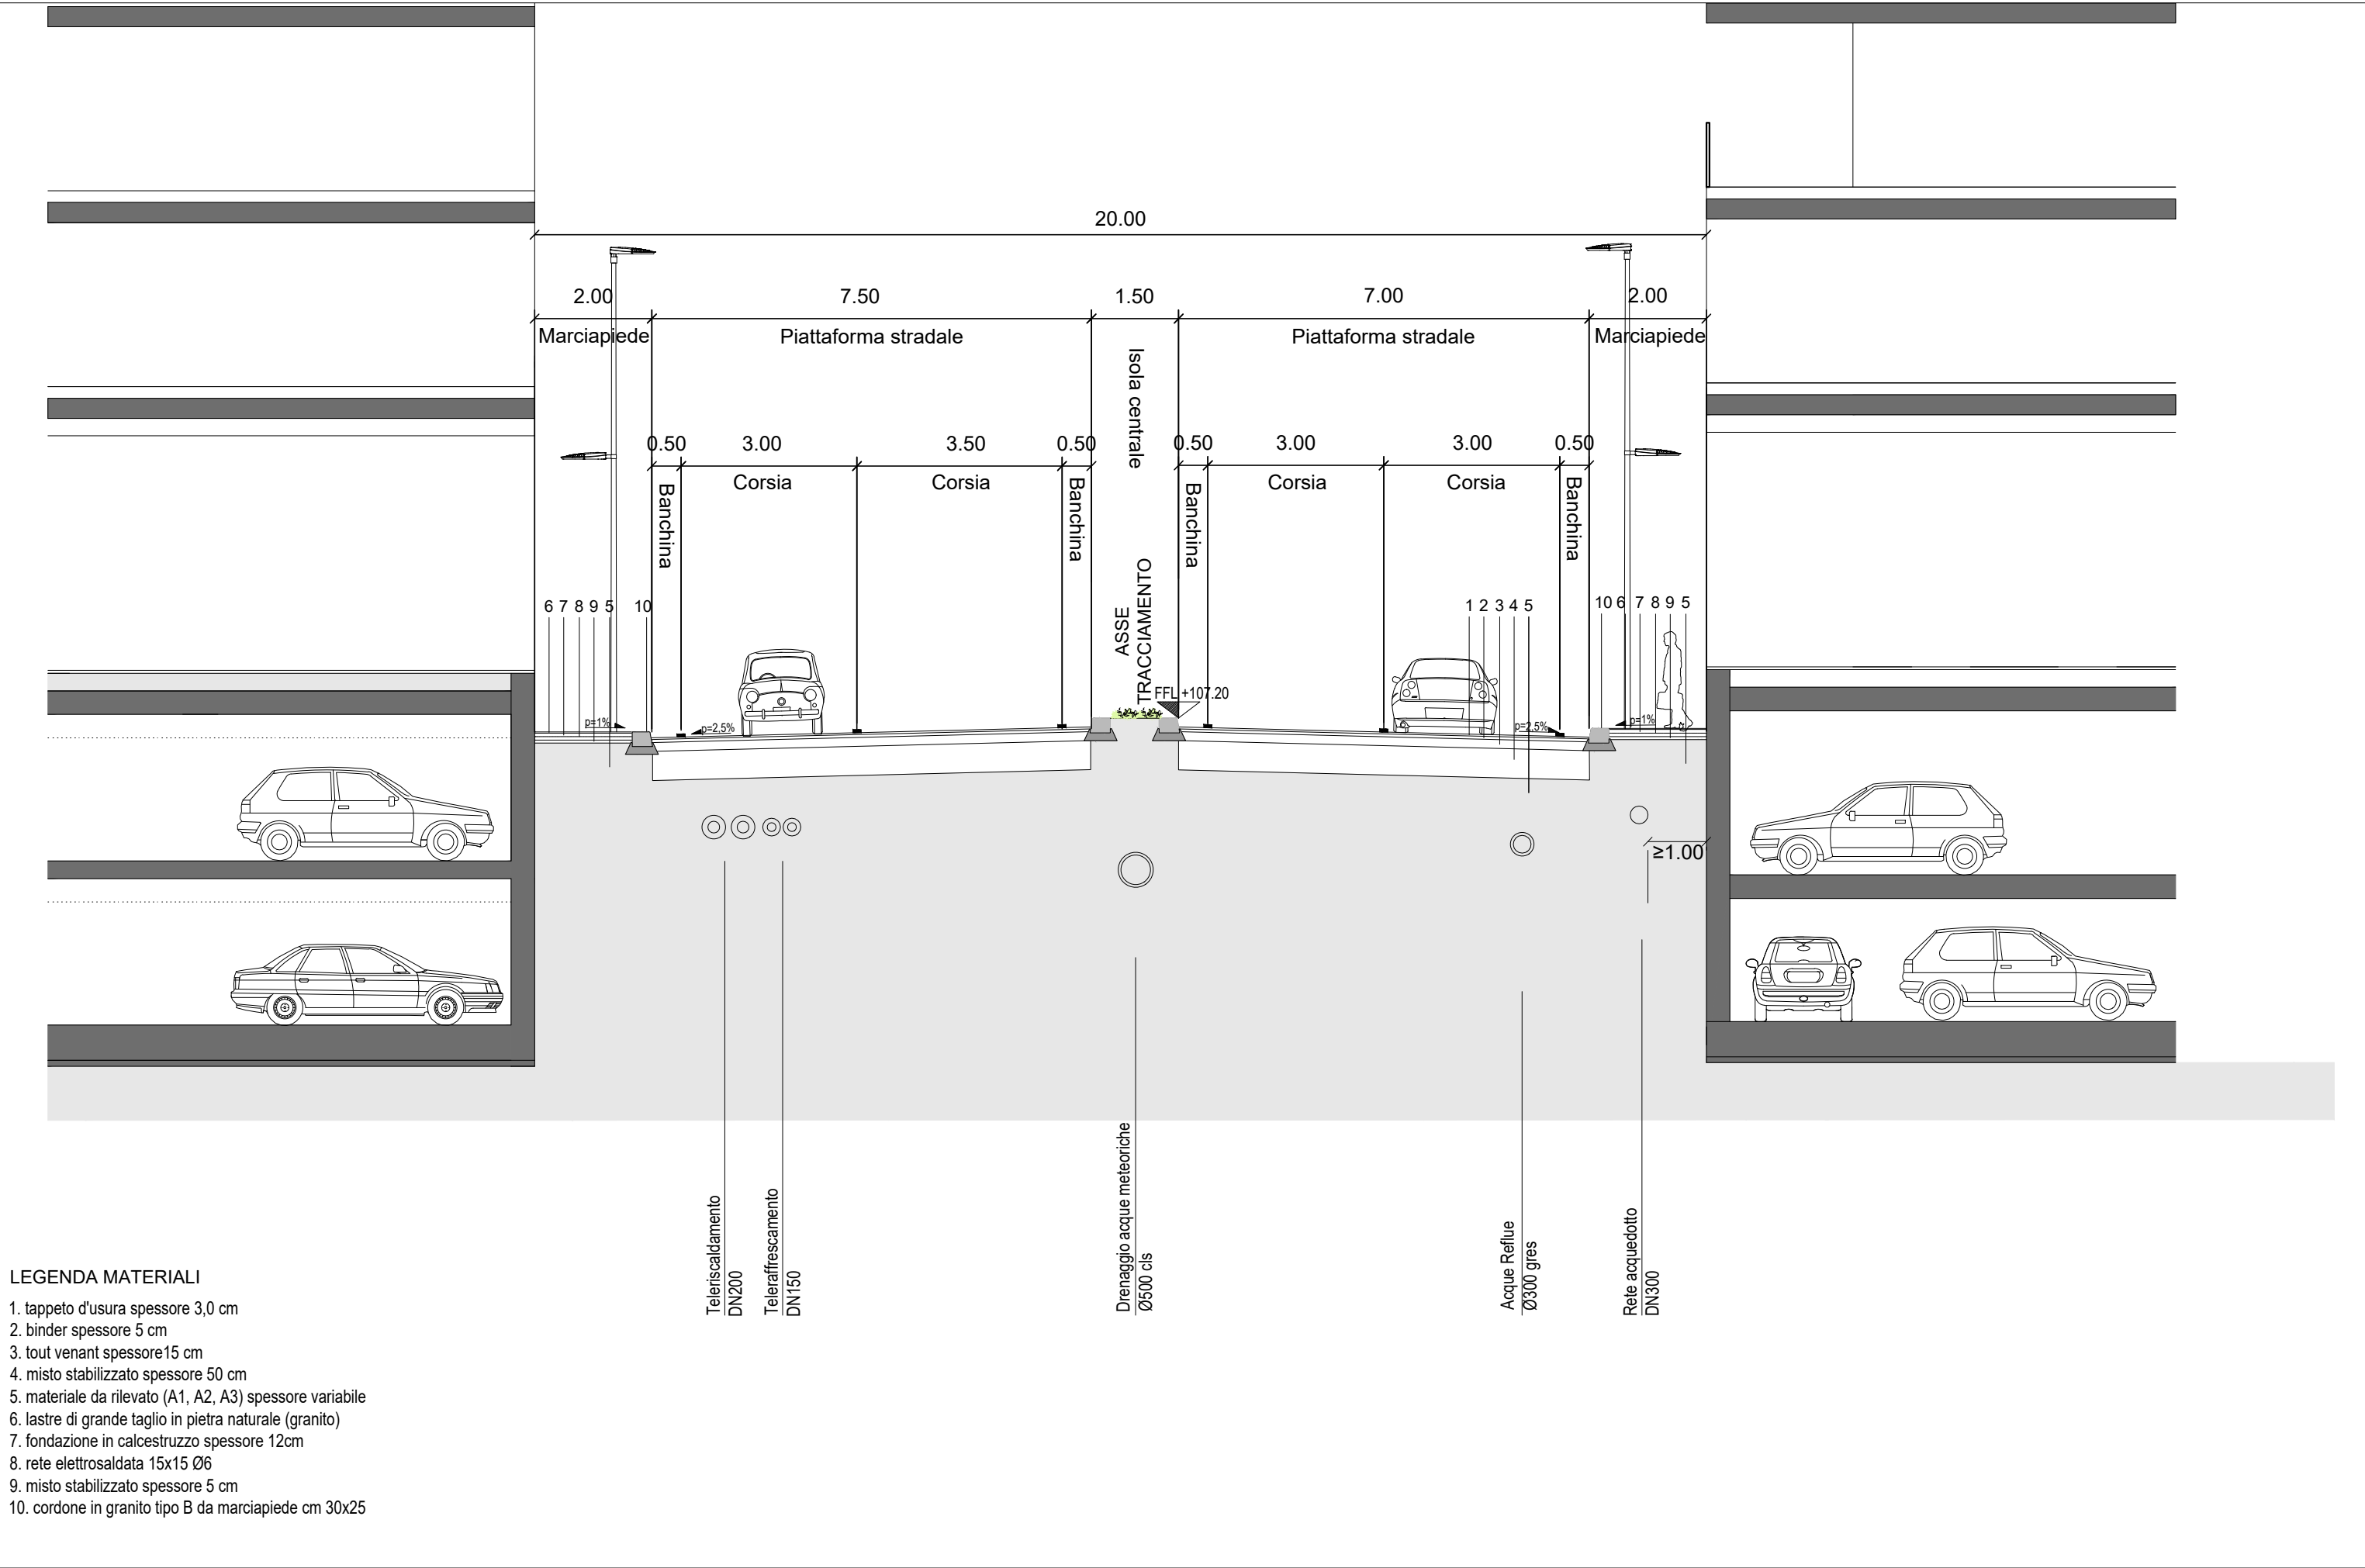 20.00
2.00
7.50
1.50
7.00
2.00
Marciapiede
Piattaforma stradale
Isola centrale
Piattaforma stradale
Marciapiede
0.50
3.00
3.50
0.50
0.50
3.00
3.00
0.50
Banchina
Corsia
Corsia
Banchina
Banchina
Corsia
Corsia
Banchina
ASSE
TRACCIAMENTO
6 7 8 9 5 10
1 2 3 4 5
10 6 7 8 9 5
FFL +107.20
p=1%
p=2,5%
p=2,5%
p=1%
≥1.00
Teleriscaldamento
DN200
Teleraffrescamento
DN150
Drenaggio acque meteoriche
Ø500 cls
Acque Reflue
Ø300 gres
Rete acquedotto
DN300
LEGENDA MATERIALI
1. tappeto d'usura spessore 3,0 cm
2. binder spessore 5 cm
3. tout venant spessore15 cm
4. misto stabilizzato spessore 50 cm
5. materiale da rilevato (A1, A2, A3) spessore variabile
6. lastre di grande taglio in pietra naturale (granito)
7. fondazione in calcestruzzo spessore 12cm
8. rete elettrosaldata 15x15 Ø6
9. misto stabilizzato spessore 5 cm
10. cordone in granito tipo B da marciapiede cm 30x25